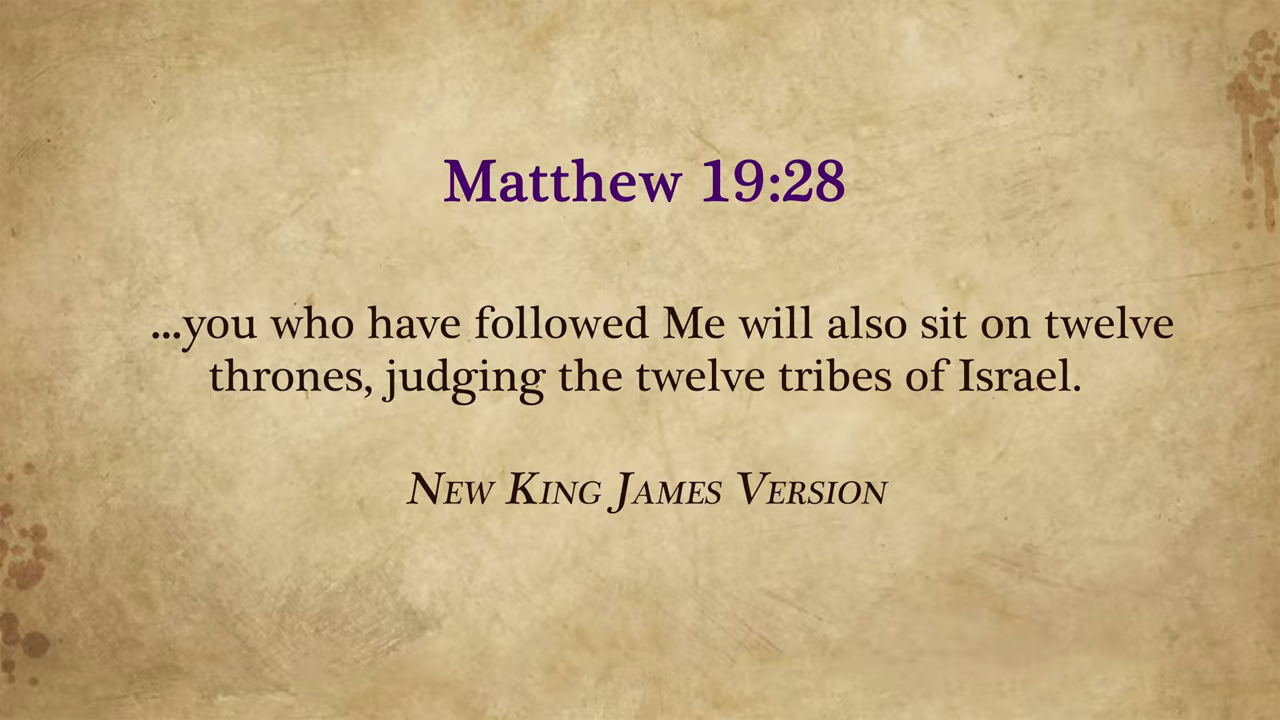 Matthew 19:28
...you who have followed Me will also sit on twelve
thrones, judging the twelve tribes of Israel.
New King James Version